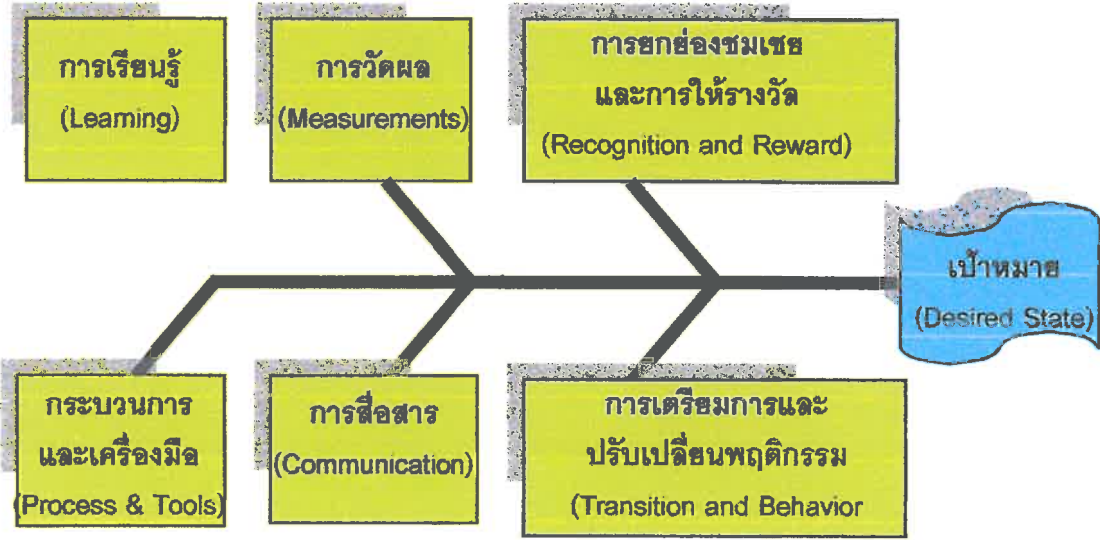 การเรียนรู้
(Learning)
การวัดผล
(Measurements)
การยกย่องชมเชย
และการให้รางวัล
(Recognition and Reward)
เป้าหมาย
(Desired State)
กระบวนการ
และเครื่องมือ
(Process & Tools)
การสื่อสาร
(Communication)
การเตรียมการและ
ปรับเปลี่ยนพฤติกรรม
(Transition and Behavior